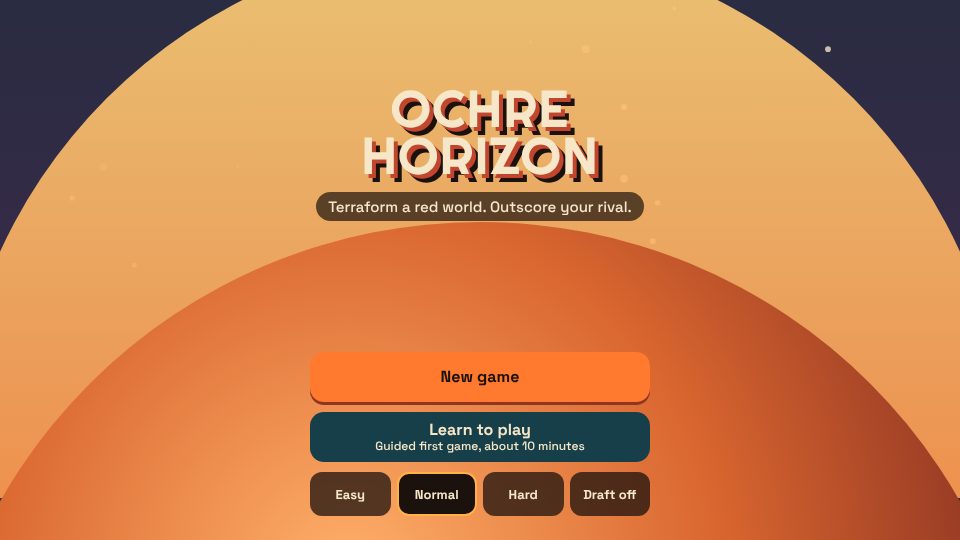 OCHRE
HORIZON
Terraform a red world. Outscore your rival.
New game
Learn to play
Guided first game, about 10 minutes
Easy
Normal
Hard
Draft off